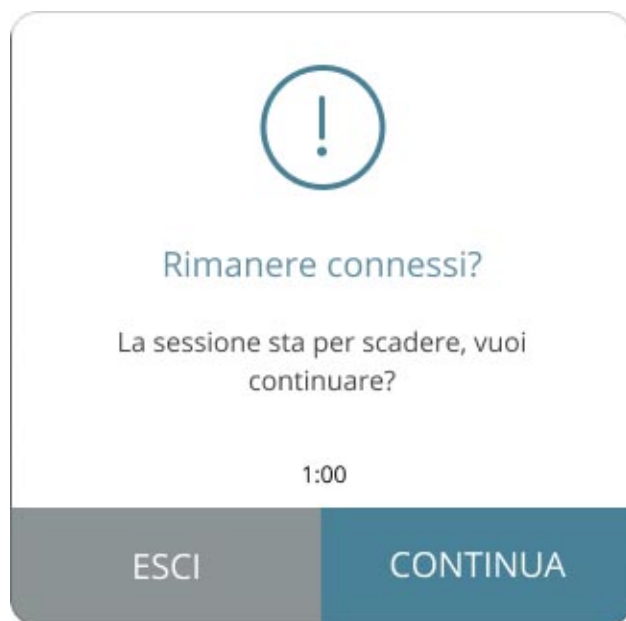 !
Rimanere connessi?
La sessione sta per scadere, vuoi
continuare?
1:00
ESCI
CONTINUA